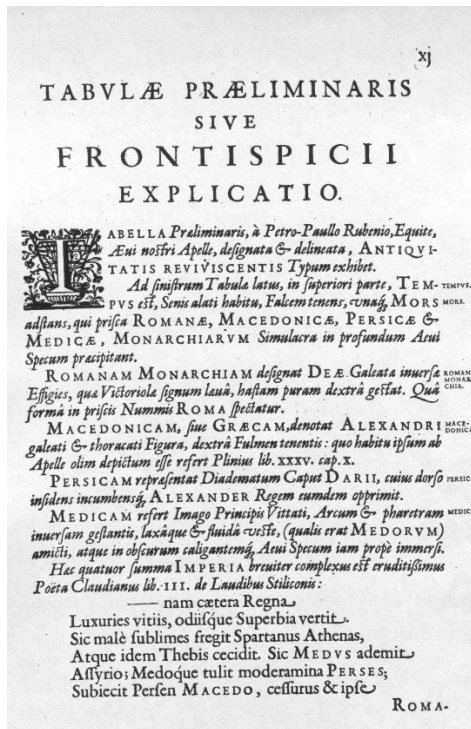 xj
TABVLÆ PRÆLIMINARIS
SIVE
FRONTISPICII
EXPLICATIO.
TABELLA Præliminaris, à Petro-Paullo Rubenio, Equite,
Æui nostri Apelle, designata & delineata, ANTIQVI-
TATIS REVIVISCENTIS Typum exhibet.
Ad sinistrum Tabulæ latus, in superiori parte, TEM- TEMPVS.
PVS est, Senis alati habitu, Falcem tenens, vnaq́; MORS MORS.
adstans, qui prisca ROMANÆ, MACEDONICÆ, PERSICÆ &
MEDICÆ, MONARCHIARVM Simulacra in profundum Aeui
Specum præcipitant.
ROMANAM MONARCHIAM designat DEÆ Galeata inuersæ ROMAN
Effigies, quæ Victoriolæ signum læuâ, hastam puram dextrâ gestat. Quâ MONAR CHIA.
formâ in priscis Nummis ROMA spectatur.
MACEDONICAM, siue GRÆCAM, denotat ALEXANDRI MACE-
galeati & thoracati Figura, dextrâ Fulmen tenentis: quo habitu ipsum ab DONICA
Apelle olim depictum esse refert Plinius lib. XXXV. cap. X.
PERSICAM repræsentat Diadematum Caput DARII, cuius dorso PERSIC
insidens incumbensq́; ALEXANDER Regem eumdem opprimit.
MEDICAM refert Imago Principis Vittati, Arcum & pharetram MEDIC
inuersam gestantis, laxâque & fluidâ veste, (qualis erat MEDORVM)
amicti, atque in obscurum caligantemq́; Aeui Specum iam propè immersi.
Hæc quatuor summa IMPERIA breuiter complexus est eruditißimus
Poëta Claudianus lib. III. de Laudibus Stiliconis:
—— nam cætera Regna
Luxuries vitiis, odiisque Superbia vertit.
Sic malè sublimes fregit Spartanus Athenas,
Atque idem Thebis cecidit. Sic MEDVS ademit
Assyrio; Medoque tulit moderamina PERSES;
Subiecit Persen MACEDO, cessurus & ipse
ROMA-